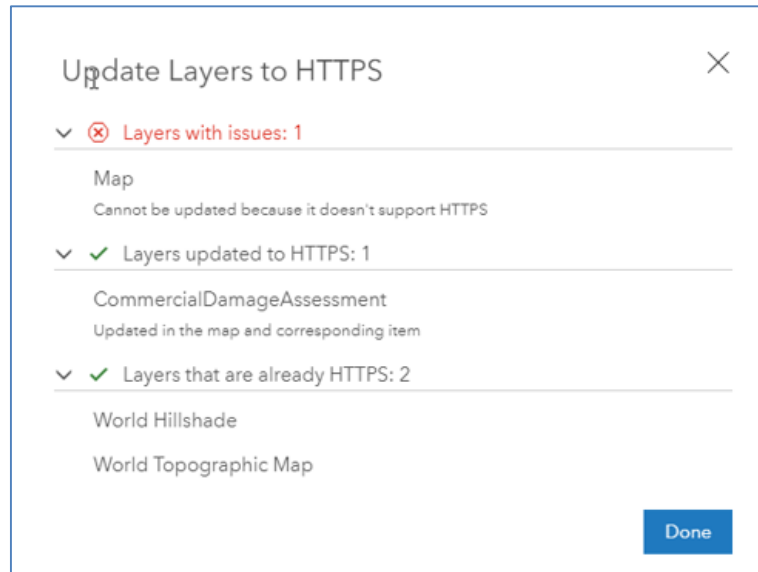 Update Layers to HTTPS
Layers with issues: 1
Map
Cannot be updated because it doesn't support HTTPS
Layers updated to HTTPS: 1
CommercialDamageAssessment
Updated in the map and corresponding item
Layers that are already HTTPS: 2
World Hillshade
World Topographic Map
Done